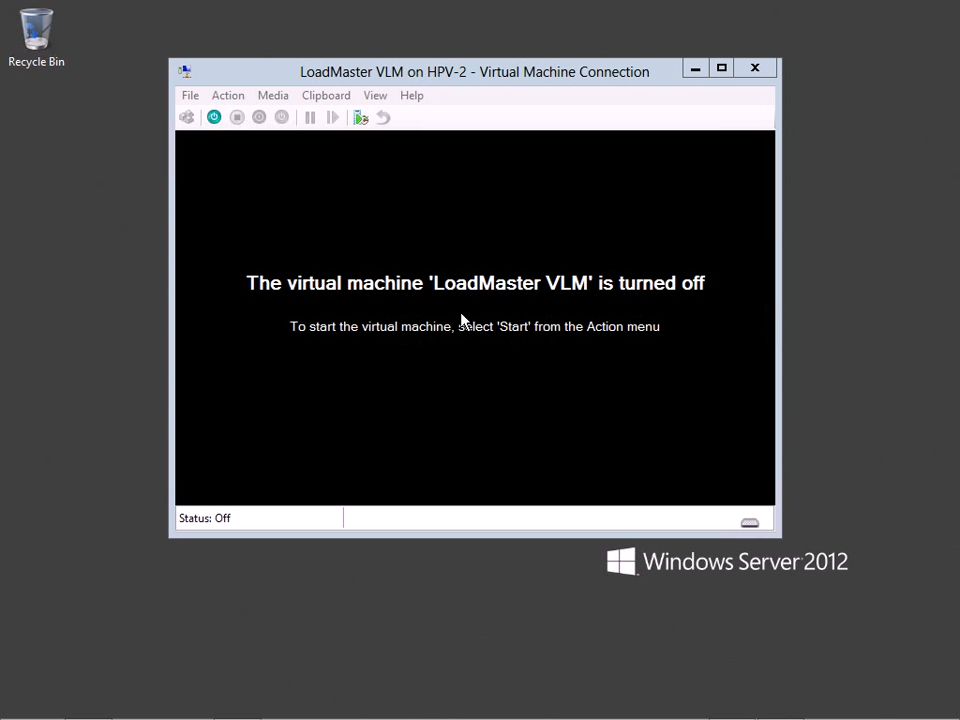 Recycle Bin
LoadMaster VLM on HPV-2 - Virtual Machine Connection
File Action Media Clipboard View Help
The virtual machine 'LoadMaster VLM' is turned off
To start the virtual machine, select 'Start' from the Action menu
Status: Off
Windows Server 2012